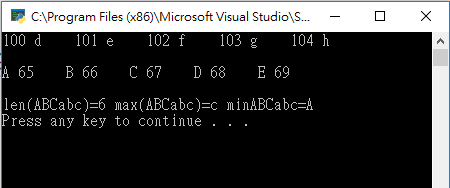 C:\Program Files (x86)\Microsoft Visual Studio\S...
100 d    101 e    102 f    103 g    104 h
A 65    B 66    C 67    D 68    E 69
len(ABCabc)=6 max(ABCabc)=c minABCabc=A
Press any key to continue . . .